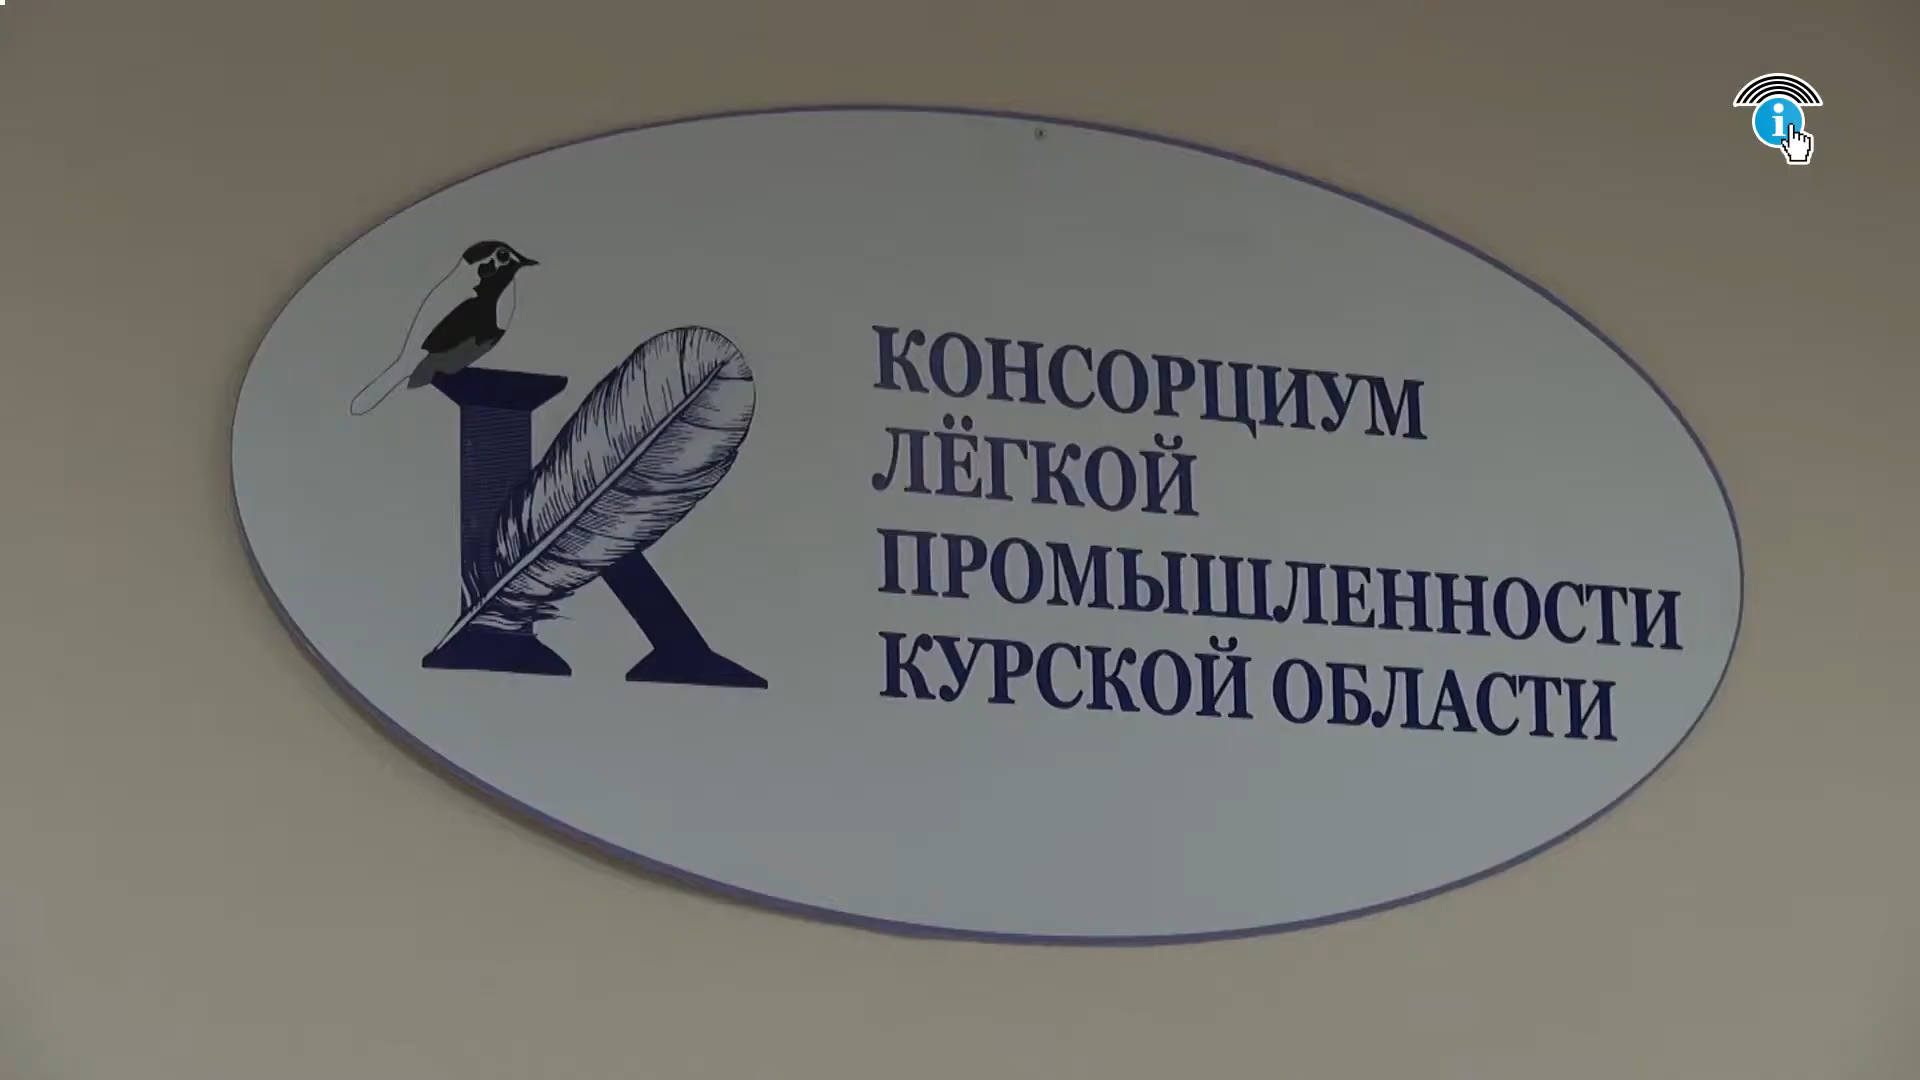 К
КОНСОРЦИУМ
ЛЁГКОЙ
ПРОМЫШЛЕННОСТИ
КУРСКОЙ ОБЛАСТИ
i